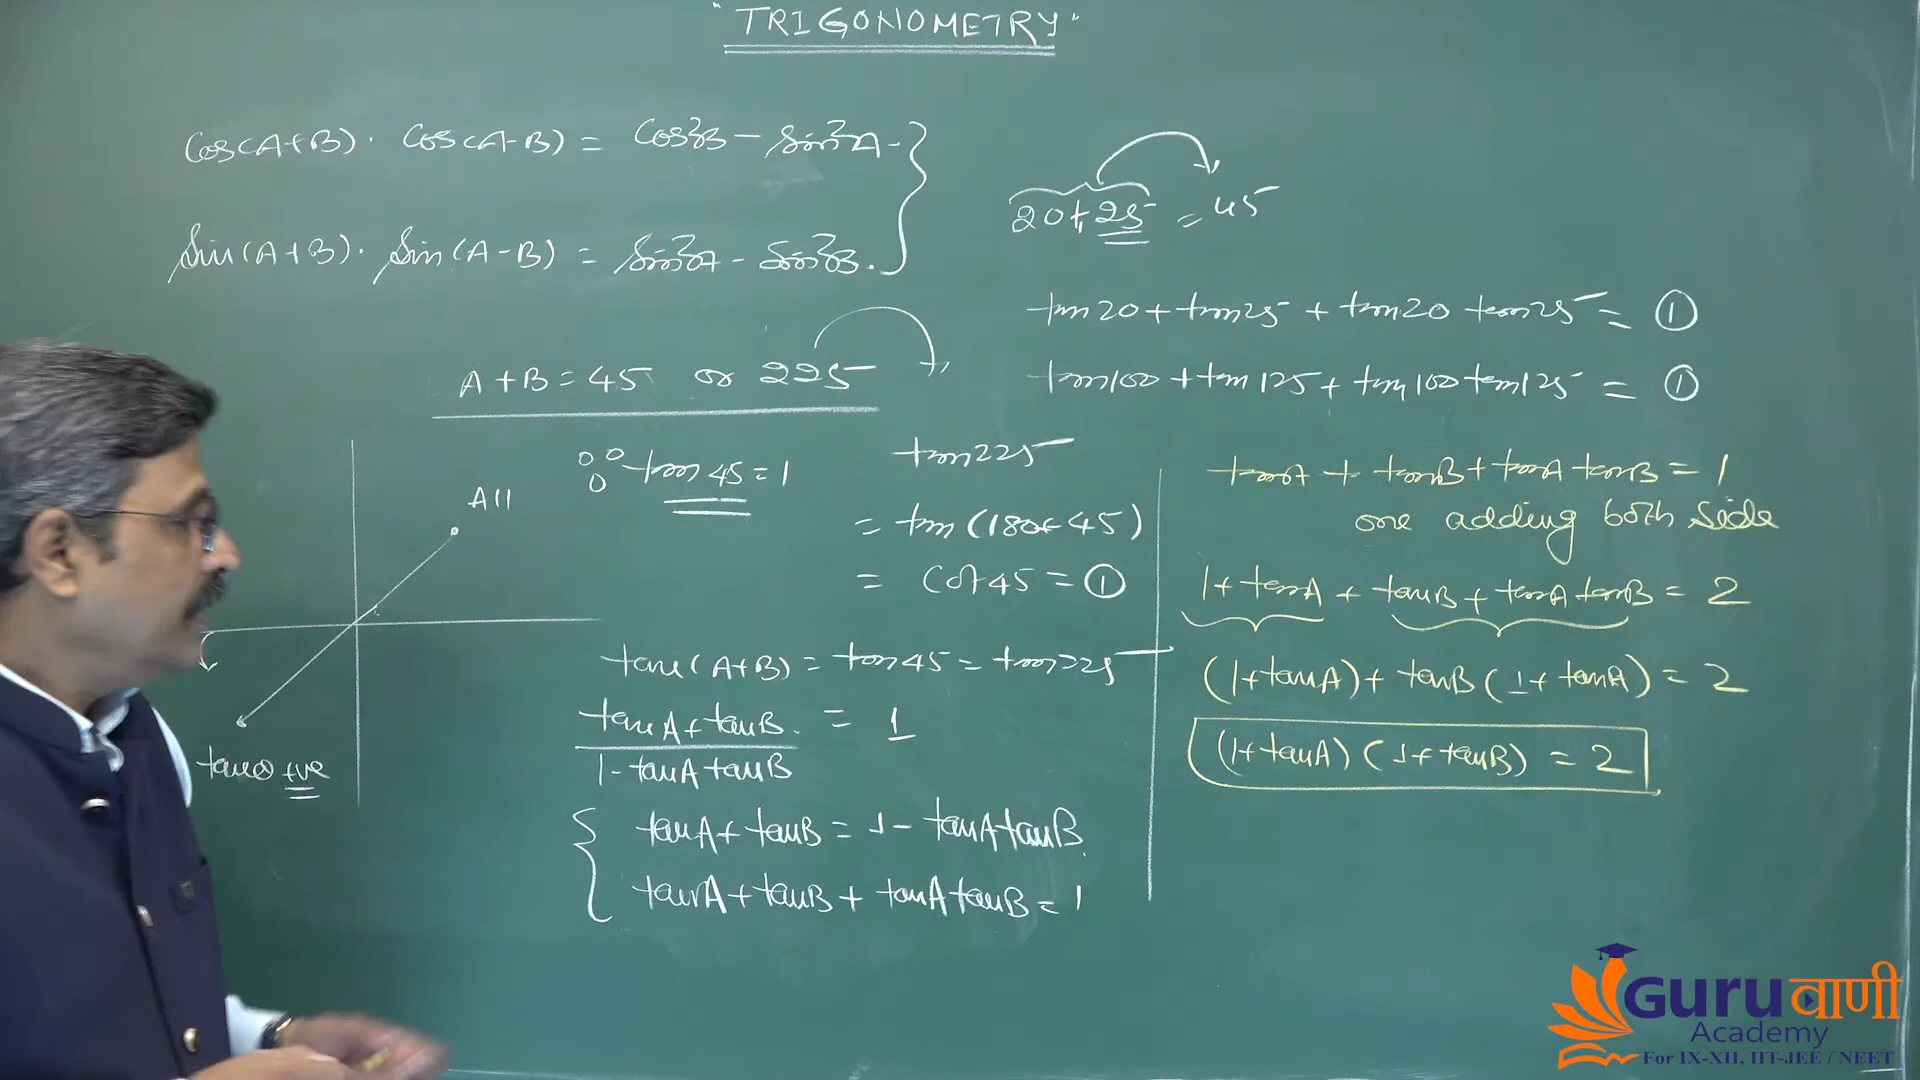 "TRIGONOMETRY"
cos(A+B). cos(A-B) = cos²B - sin²A -
sin(A+B). sin(A-B) = sin²A - sin²B.
A+B = 45 or 225
tan 45 = 1
All
tanθ +ve
tan225
= tan(180+45)
= cot45 = 1
tan(A+B) = tan45 = tan225
tanA + tanB. = 1
1 - tanA tanB
tanA + tanB = 1 - tanA tanB.
tanA + tanB + tanA tanB = 1
20+25 = 45
tan20 + tan25 + tan20 tan25 = 1
tan100 + tan125 + tan100 tan125 = 1
tanA + tanB + tanA tanB = 1
one adding both side
1 + tanA + tanB + tanA tanB = 2
(1+tanA) + tanB (1+tanA) = 2
(1+tanA) (1+tanB) = 2
Guruवाणी
Academy
For IX-XII, IIT-JEE / NEET